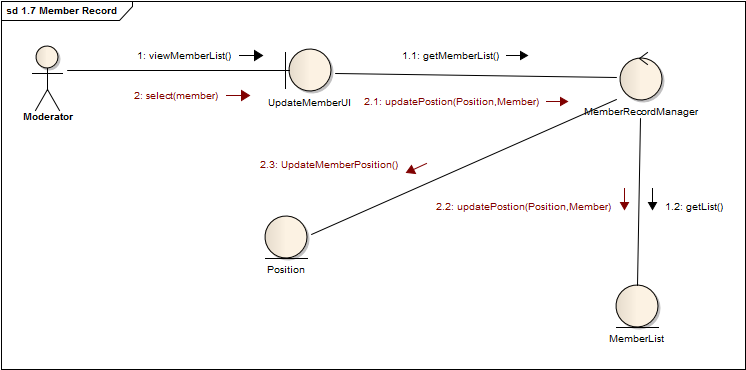 sd 1.7 Member Record
1: viewMemberList()
1.1: getMemberList()
2: select(member)
UpdateMemberUI
2.1: updatePostion(Position,Member)
Moderator
MemberRecordManager
2.3: UpdateMemberPosition()
2.2: updatePostion(Position,Member)
1.2: getList()
Position
MemberList